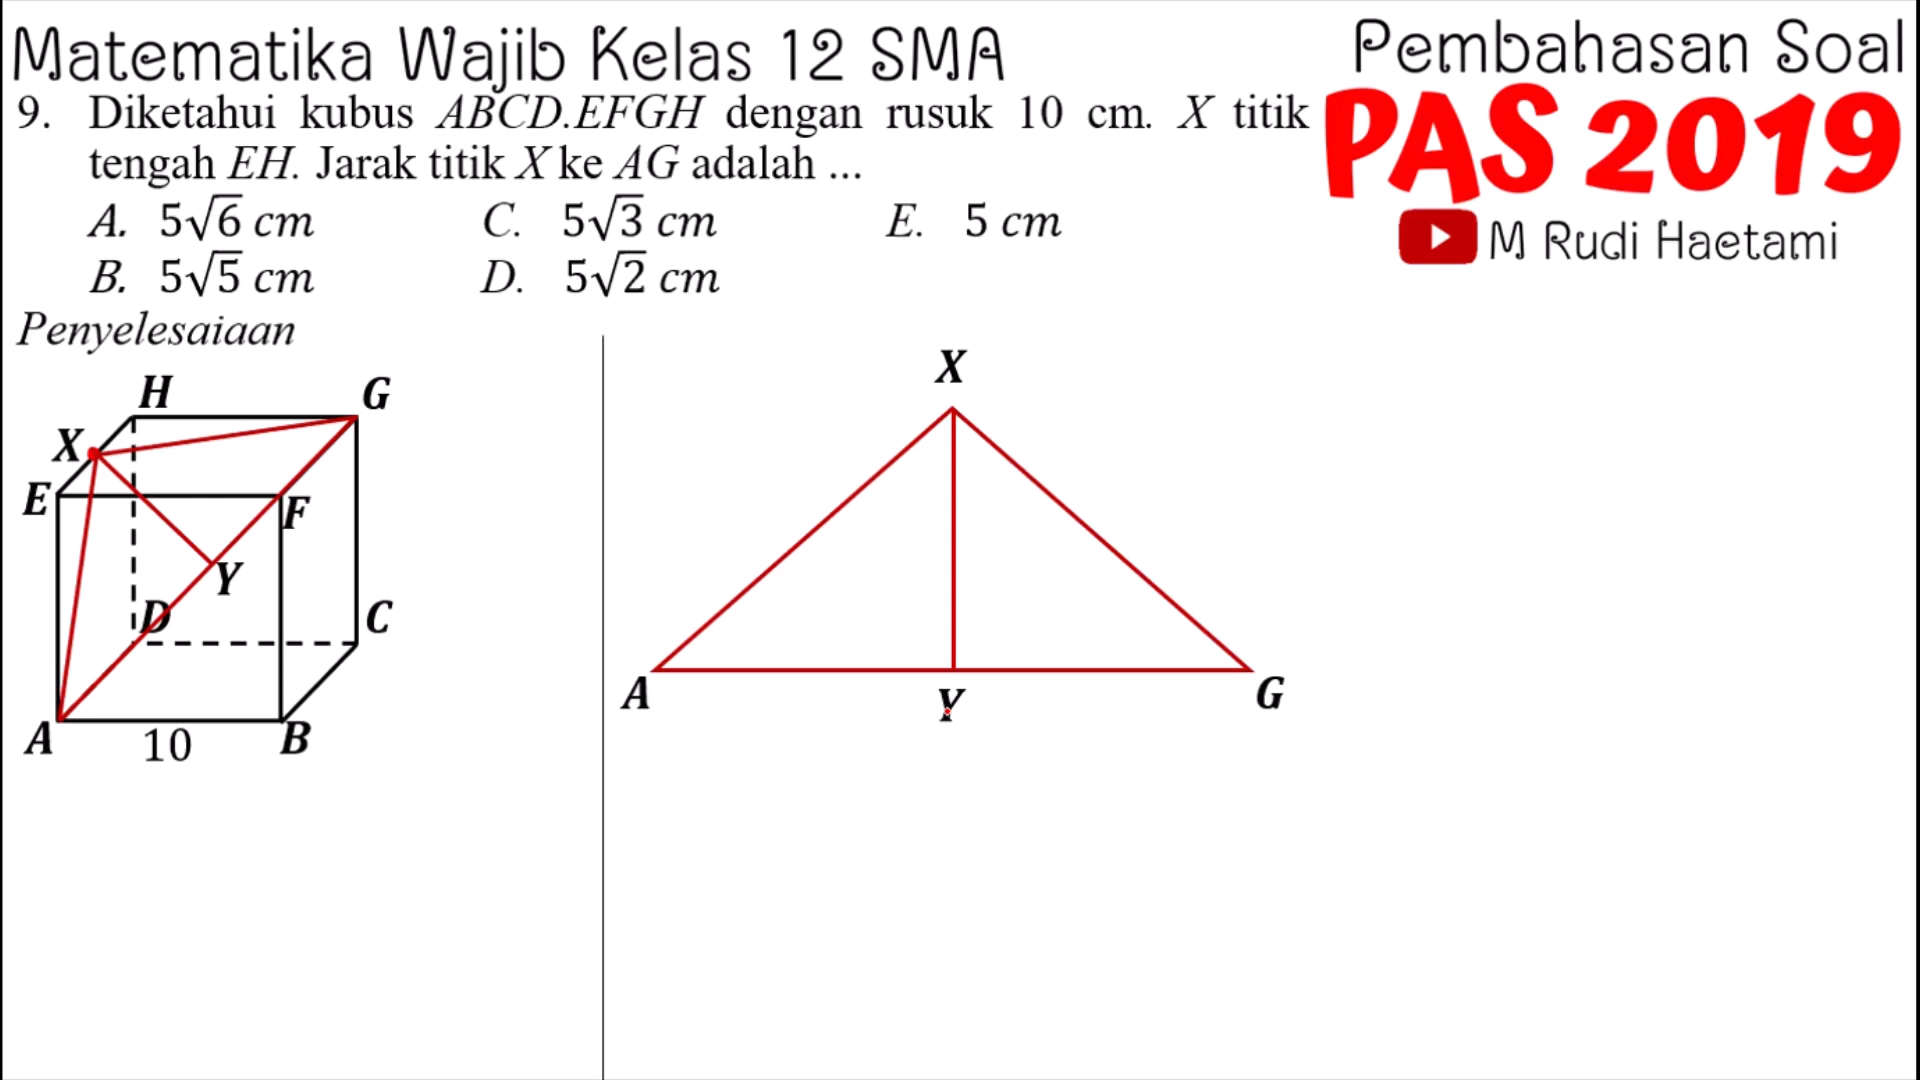 Matematika Wajib Kelas 12 SMA
Pembahasan Soal
PAS 2019
M Rudi Haetami
9. Diketahui kubus ABCD.EFGH dengan rusuk 10 cm. X titik
tengah EH. Jarak titik X ke AG adalah ...
A. 5√6 cm C. 5√3 cm E. 5 cm
B. 5√5 cm D. 5√2 cm
Penyelesaiaan
H G
X
E F
Y
D C
A 10 B
X
A Y G